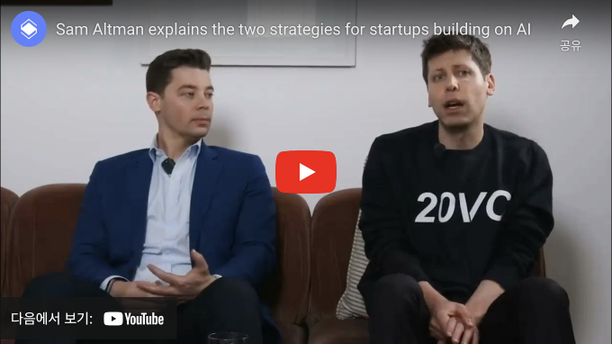 Sam Altman explains the two strategies for startups building on AI
공유
20VC
다음에서 보기: YouTube